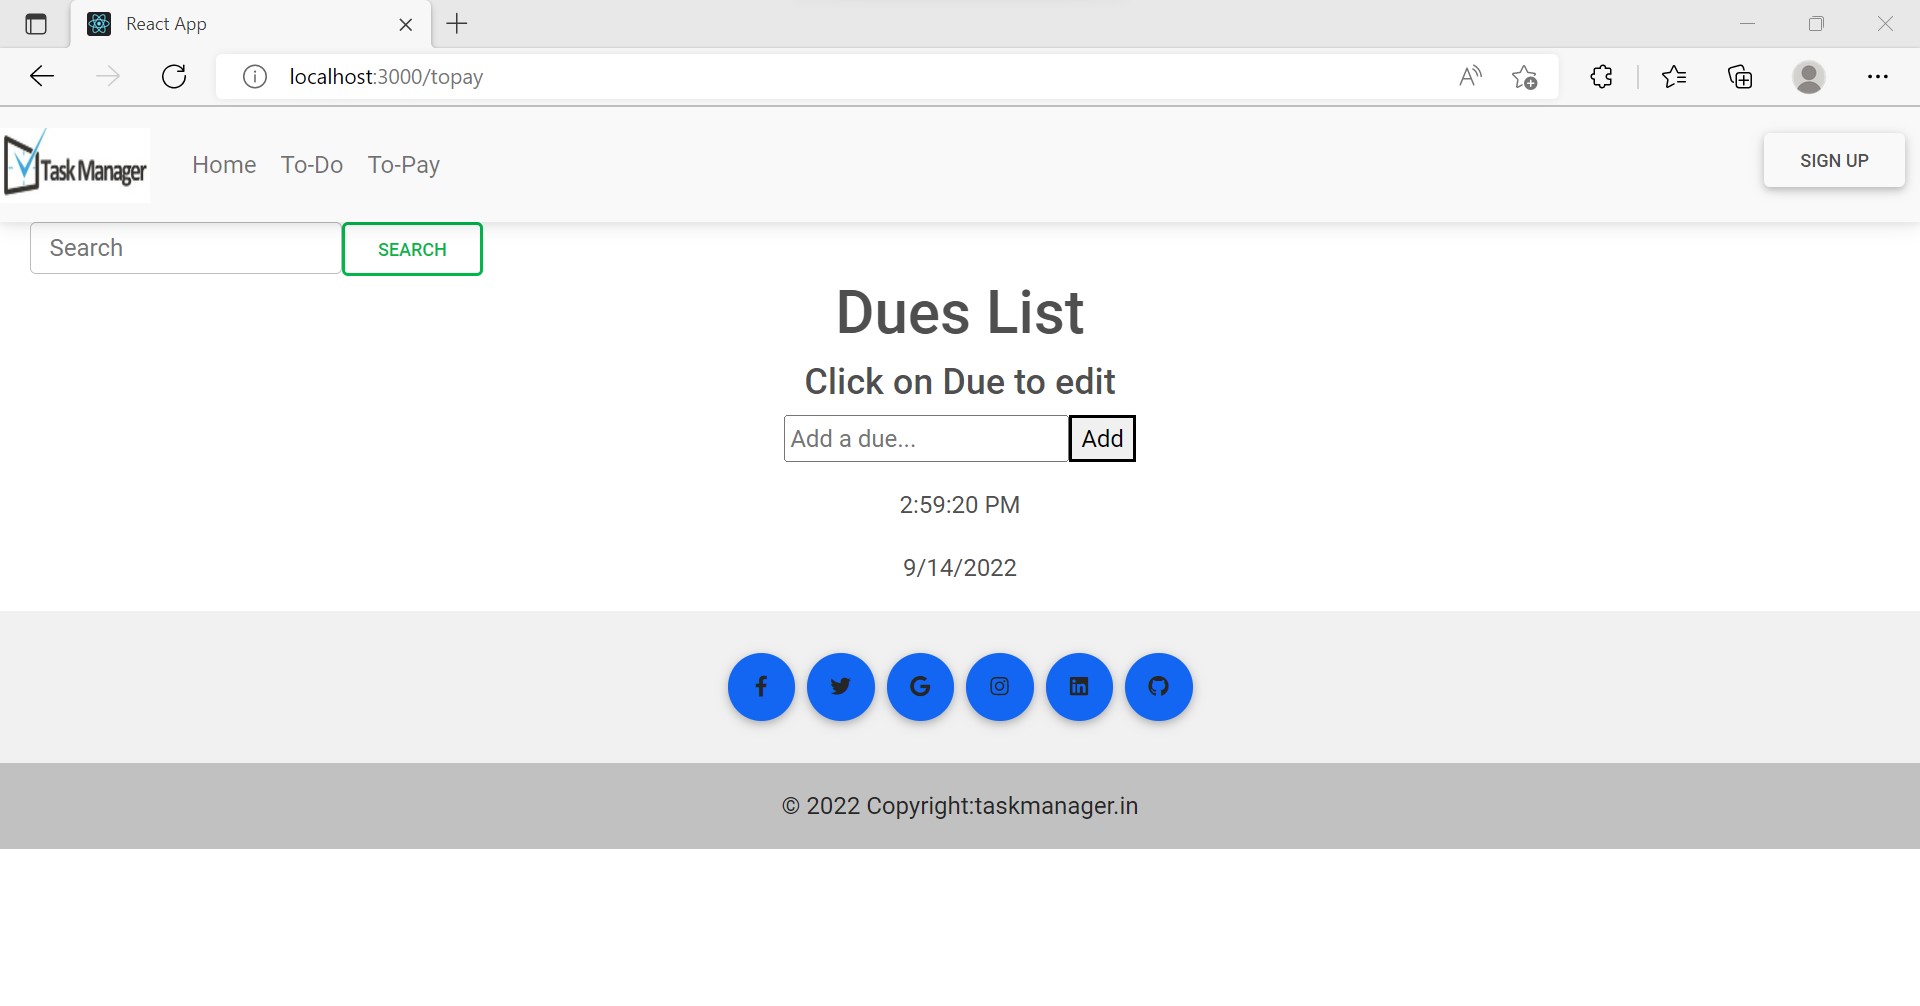 React App
localhost:3000/topay
Task Manager
Home To-Do To-Pay
SIGN UP
Search SEARCH
Dues List
Click on Due to edit
Add a due... Add
2:59:20 PM
9/14/2022
© 2022 Copyright:taskmanager.in